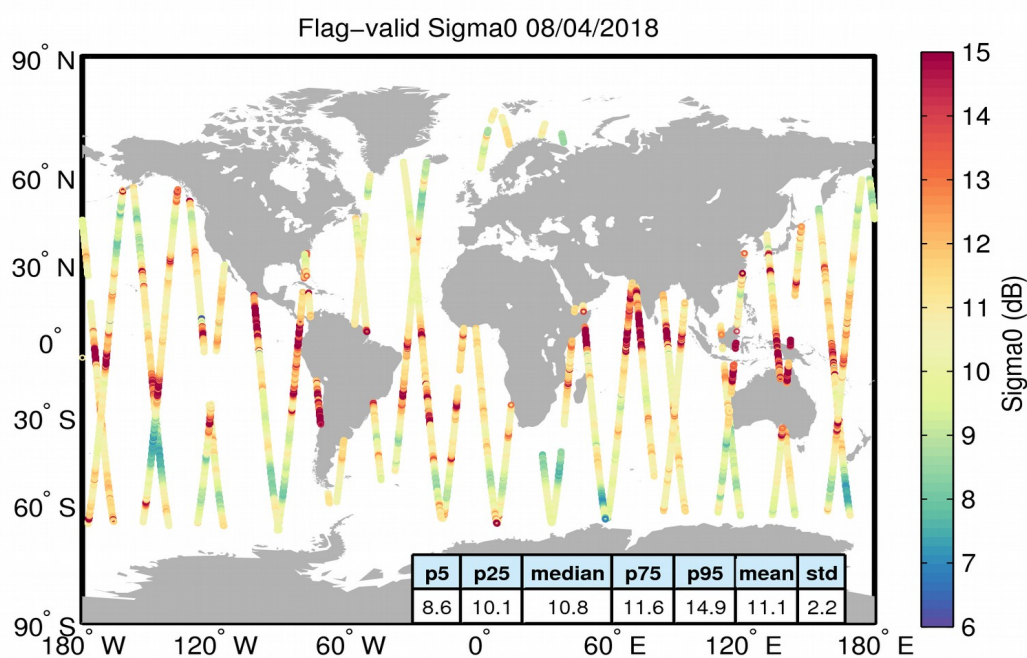 Flag−valid Sigma0 08/04/2018
90° N
60° N
30° N
0°
30° S
60° S
90° S
180° W
120° W
60° W
0°
60° E
120° E
180° E
p5 p25 median p75 p95 mean std
8.6 10.1 10.8 11.6 14.9 11.1 2.2
15
14
13
12
11
10
9
8
7
6
Sigma0 (dB)